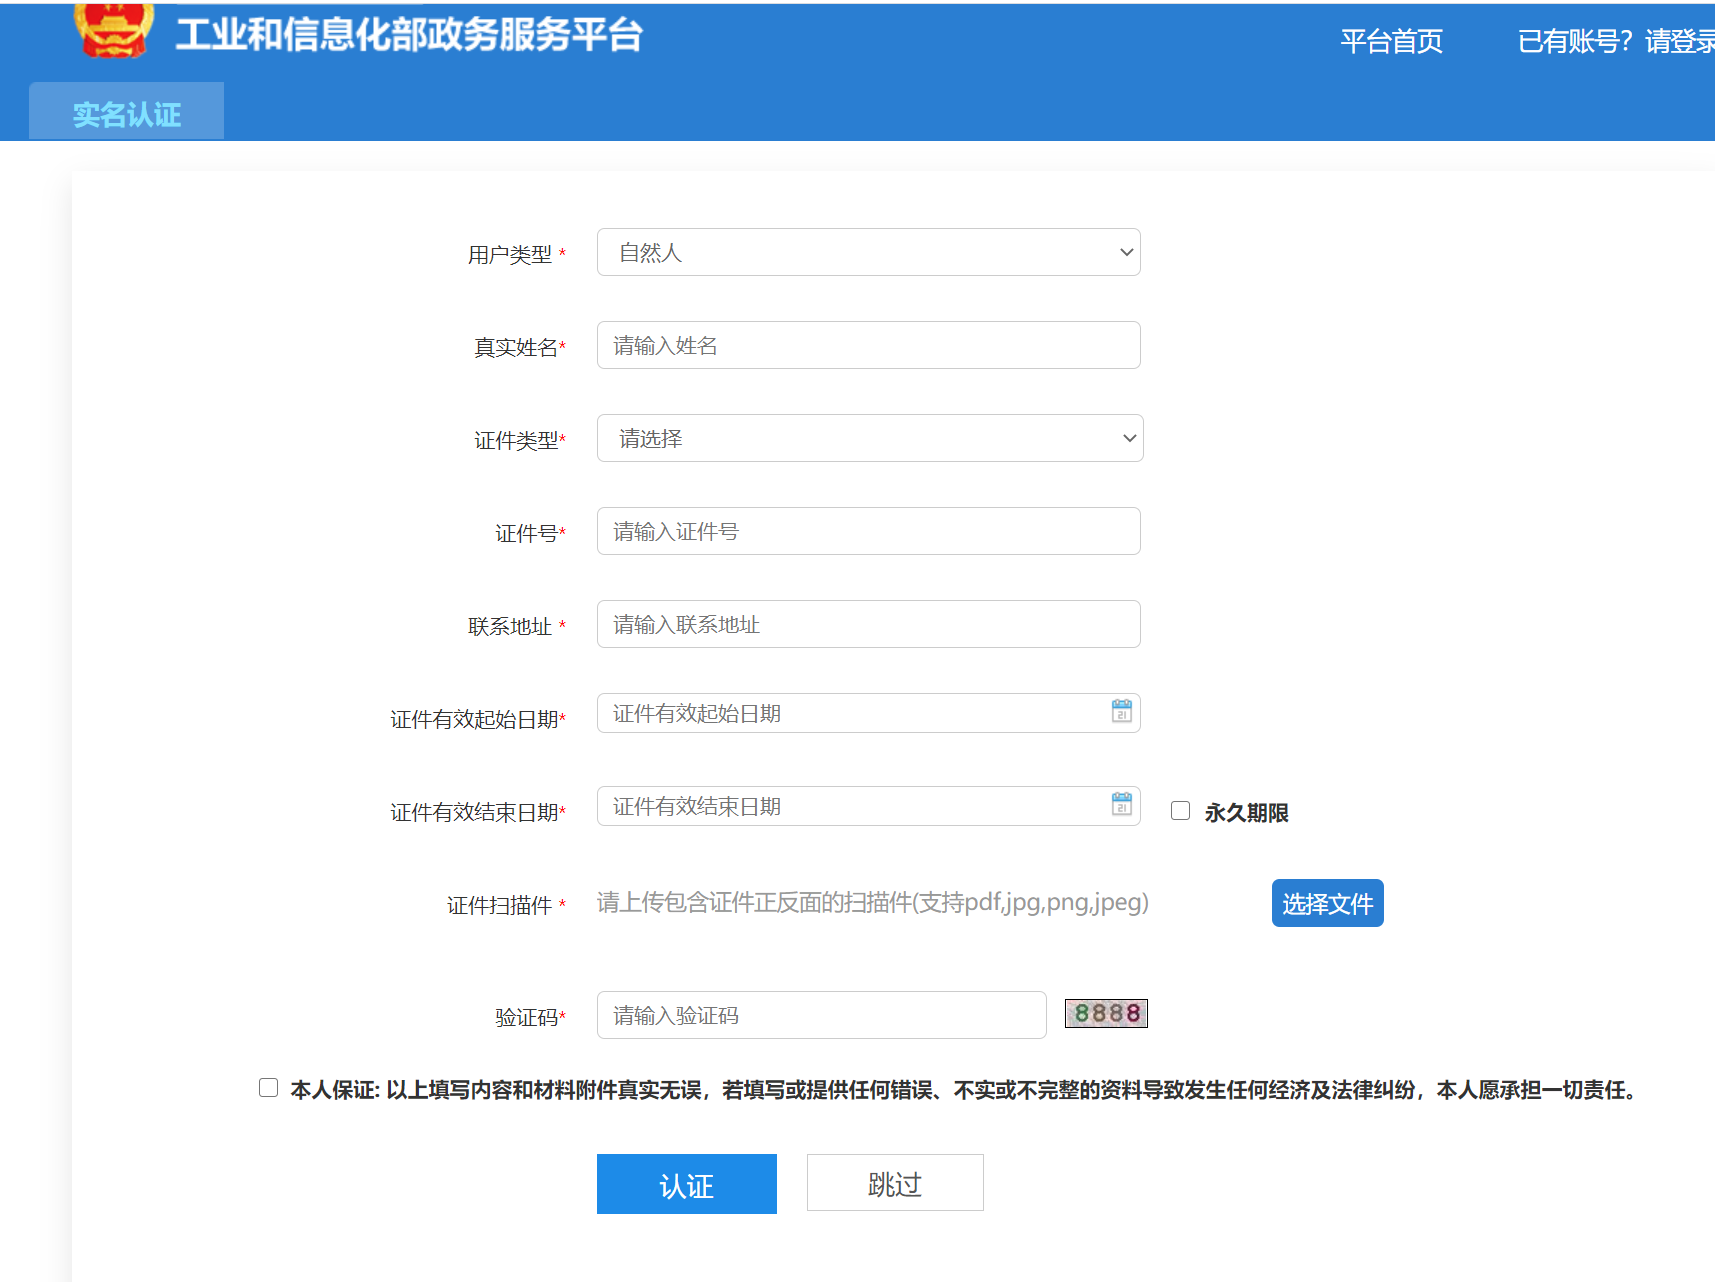 工业和信息化部政务服务平台
平台首页
已有账号？请登录
实名认证
用户类型 *
自然人
真实姓名*
请输入姓名
证件类型*
请选择
证件号*
请输入证件号
联系地址 *
请输入联系地址
证件有效起始日期*
证件有效起始日期
证件有效结束日期*
证件有效结束日期
永久期限
证件扫描件 *
请上传包含证件正反面的扫描件(支持pdf,jpg,png,jpeg)
选择文件
验证码*
请输入验证码
8888
本人保证: 以上填写内容和材料附件真实无误，若填写或提供任何错误、不实或不完整的资料导致发生任何经济及法律纠纷，本人愿承担一切责任。
认证
跳过